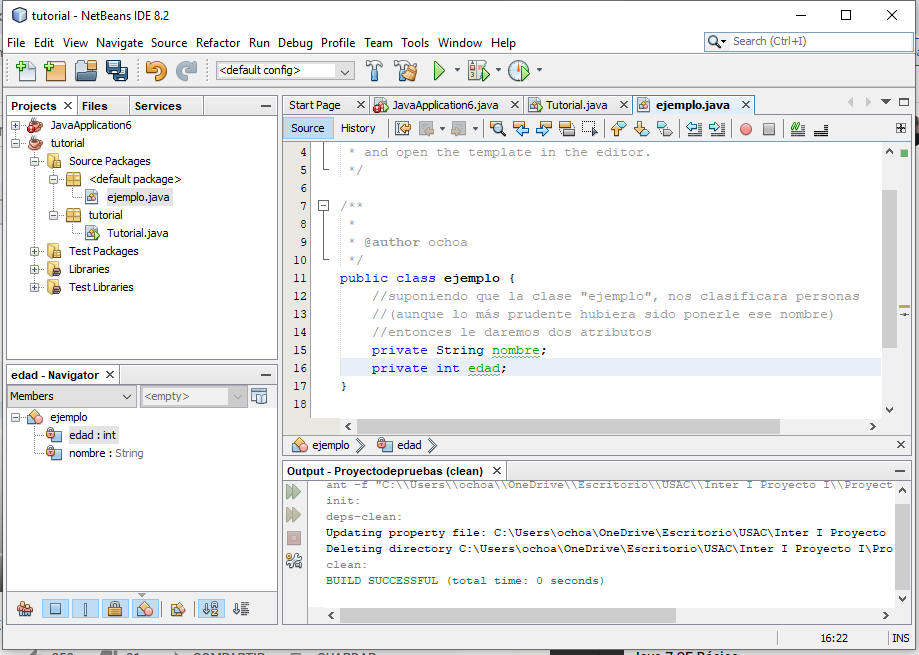 tutorial - NetBeans IDE 8.2
File Edit View Navigate Source Refactor Run Debug Profile Team Tools Window Help
Search (Ctrl+I)
<default config>
Projects Files Services
JavaApplication6
tutorial
Source Packages
<default package>
ejemplo.java
tutorial
Tutorial.java
Test Packages
Libraries
Test Libraries
Start Page JavaApplication6.java Tutorial.java ejemplo.java
Source History
4 * and open the template in the editor.
5 */
6
7 /**
8 *
9 * @author ochoa
10 */
11 public class ejemplo {
12 //suponiendo que la clase "ejemplo", nos clasificara personas
13 //(aunque lo más prudente hubiera sido ponerle ese nombre)
14 //entonces le daremos dos atributos
15 private String nombre;
16 private int edad;
17 }
18
ejemplo edad
edad - Navigator
Members <empty>
ejemplo
edad : int
nombre : String
Output - Proyectodepruebas (clean)
ant -f "C:\\Users\\ochoa\\OneDrive\\Escritorio\\USAC\\Inter I Proyecto I\\Proyect
init:
deps-clean:
Updating property file: C:\Users\ochoa\OneDrive\Escritorio\USAC\Inter I Proyecto
Deleting directory C:\Users\ochoa\OneDrive\Escritorio\USAC\Inter I Proyecto I\Pro
clean:
BUILD SUCCESSFUL (total time: 0 seconds)
16:22 INS